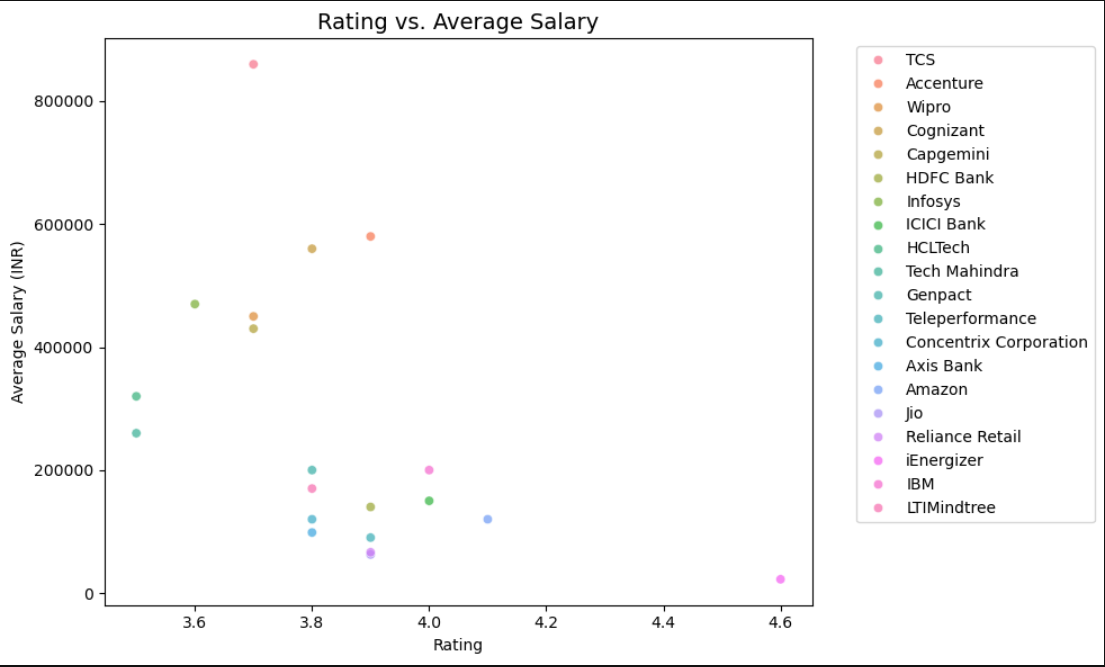 Rating vs. Average Salary
Average Salary (INR)
800000
600000
400000
200000
0
3.6 3.8 4.0 4.2 4.4 4.6
Rating
TCS
Accenture
Wipro
Cognizant
Capgemini
HDFC Bank
Infosys
ICICI Bank
HCLTech
Tech Mahindra
Genpact
Teleperformance
Concentrix Corporation
Axis Bank
Amazon
Jio
Reliance Retail
iEnergizer
IBM
LTIMindtree